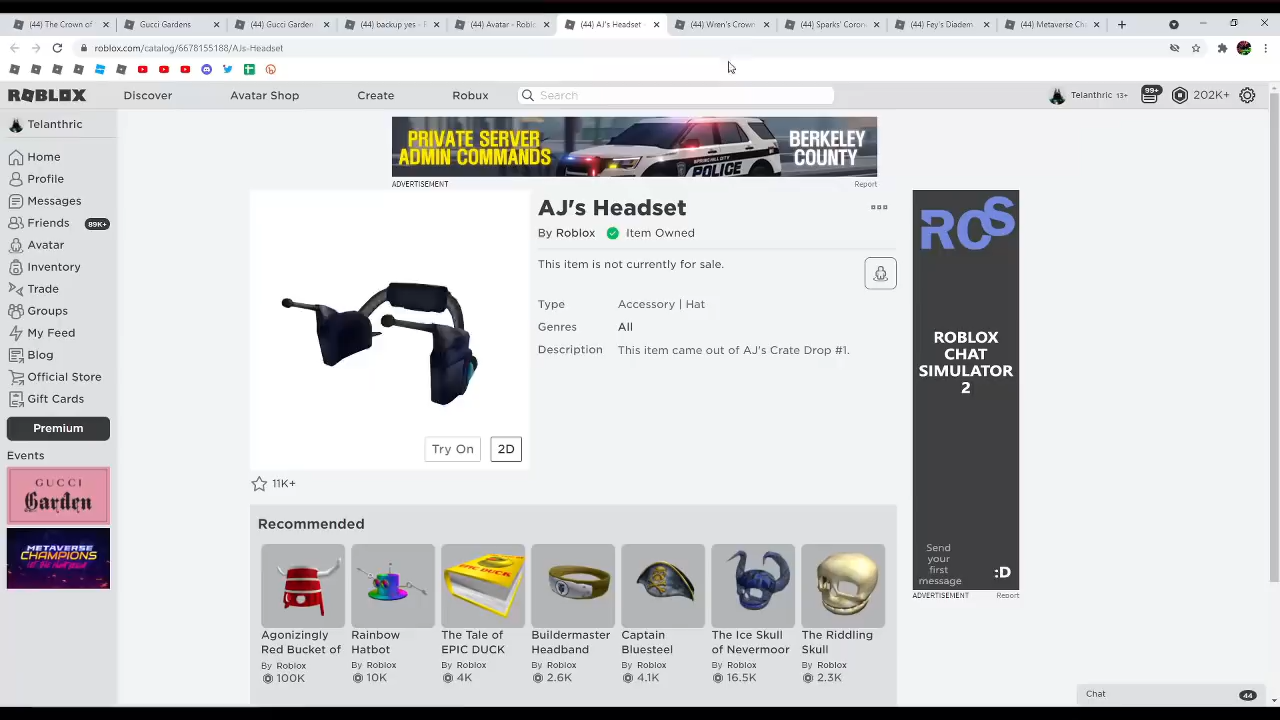 (44) The Crown of
Gucci Gardens
(44) Gucci Garden
(44) backup yes - F
(44) Avatar - Roblo
(44) AJ's Headset
(44) Wren's Crown
(44) Sparks' Coron
(44) Fey's Diadem
(44) Metaverse Ch
roblox.com/catalog/6678155188/AJs-Headset
ROBLOX
Discover
Avatar Shop
Create
Robux
Search
Telanthric 13+
99+
202K+
Telanthric
Home
Profile
Messages
Friends 89K+
Avatar
Inventory
Trade
Groups
My Feed
Blog
Official Store
Gift Cards
Premium
Events
GUCCI
Garden
METAVERSE
CHAMPIONS
PRIVATE SERVER
ADMIN COMMANDS
SPRINGHILL CITY
POLICE
BERKELEY
COUNTY
ADVERTISEMENT
Report
AJ's Headset
By Roblox Item Owned
This item is not currently for sale.
Type Accessory | Hat
Genres All
Description This item came out of AJ's Crate Drop #1.
Try On
2D
11K+
Recommended
EPIC DUCK
Agonizingly
Red Bucket of
By Roblox
100K
Rainbow
Hatbot
By Roblox
10K
The Tale of
EPIC DUCK
By Roblox
4K
Buildermaster
Headband
By Roblox
2.6K
Captain
Bluesteel
By Roblox
4.1K
The Ice Skull
of Nevermoor
By Roblox
16.5K
The Riddling
Skull
By Roblox
2.3K
RCS
ROBLOX
CHAT
SIMULATOR
2
Send
your
first
message
:D
ADVERTISEMENT
Report
Chat
44